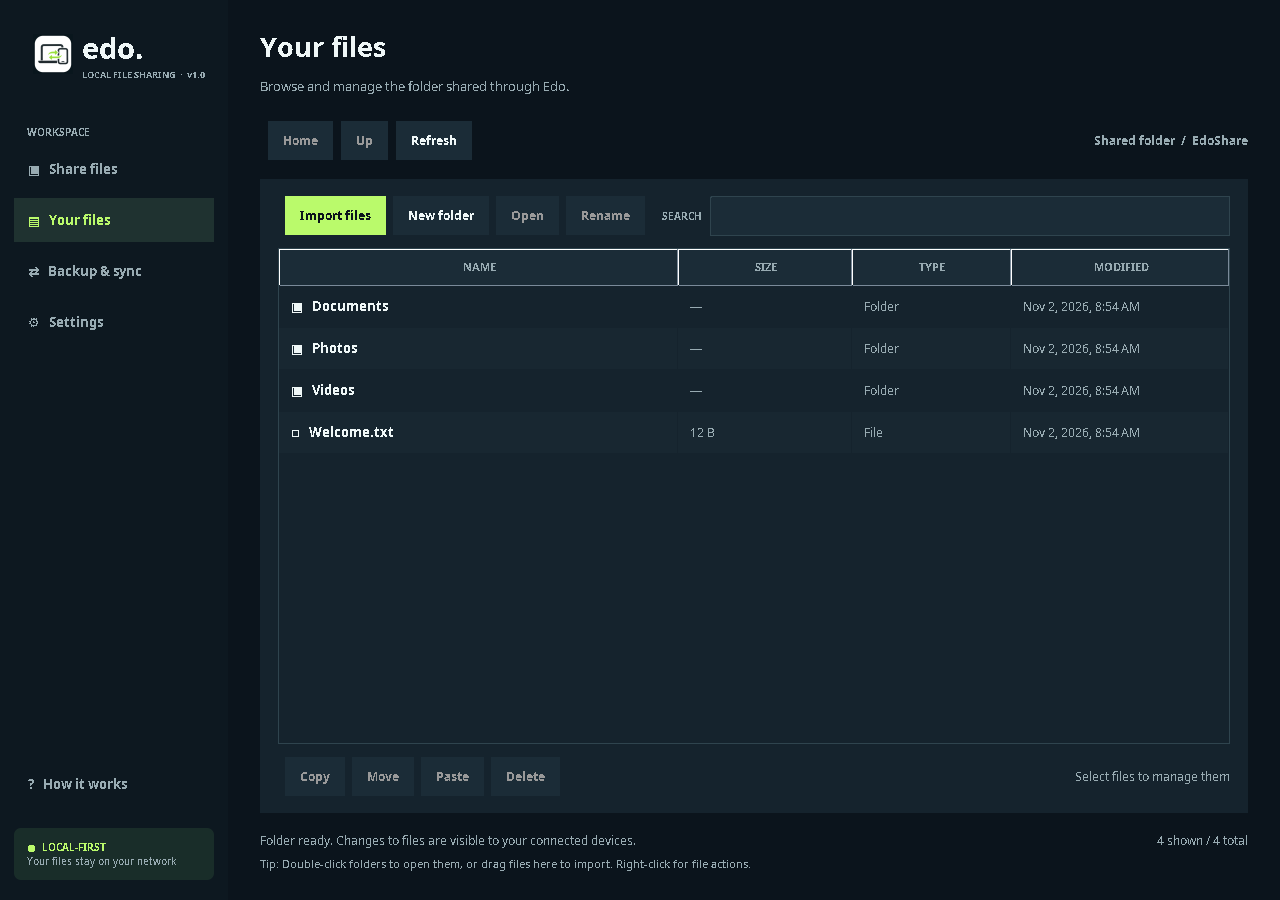 edo.
LOCAL FILE SHARING · v1.0
WORKSPACE
Share files
Your files
Backup & sync
Settings
? How it works
LOCAL-FIRST
Your files stay on your network
Your files
Browse and manage the folder shared through Edo.
Home Up Refresh Shared folder / EdoShare
Import files New folder Open Rename SEARCH
NAME SIZE TYPE MODIFIED
Documents — Folder Nov 2, 2026, 8:54 AM
Photos — Folder Nov 2, 2026, 8:54 AM
Videos — Folder Nov 2, 2026, 8:54 AM
Welcome.txt 12 B File Nov 2, 2026, 8:54 AM
Copy Move Paste Delete Select files to manage them
Folder ready. Changes to files are visible to your connected devices. 4 shown / 4 total
Tip: Double-click folders to open them, or drag files here to import. Right-click for file actions.